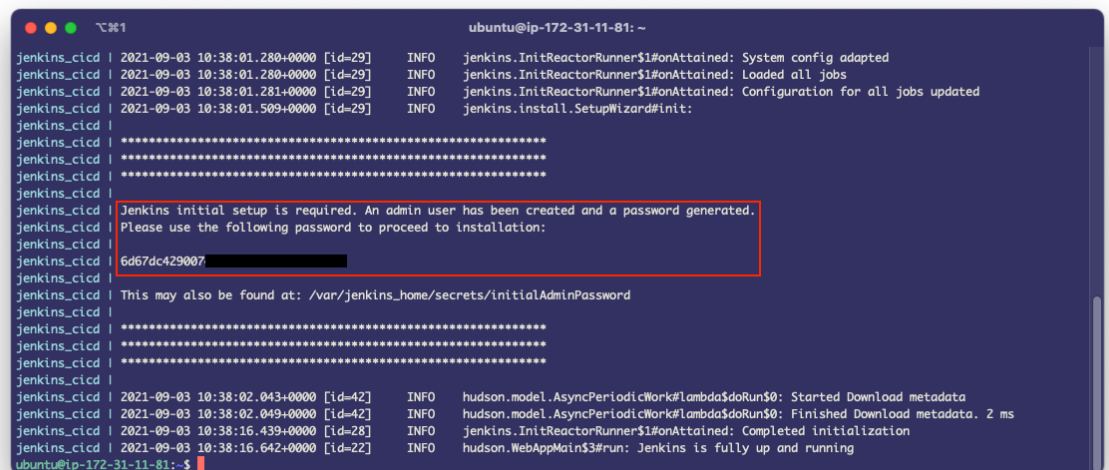 ⌥⌘1 ubuntu@ip-172-31-11-81: ~
jenkins_cicd | 2021-09-03 10:38:01.280+0000 [id=29] INFO jenkins.InitReactorRunner$1#onAttained: System config adapted
jenkins_cicd | 2021-09-03 10:38:01.280+0000 [id=29] INFO jenkins.InitReactorRunner$1#onAttained: Loaded all jobs
jenkins_cicd | 2021-09-03 10:38:01.281+0000 [id=29] INFO jenkins.InitReactorRunner$1#onAttained: Configuration for all jobs updated
jenkins_cicd | 2021-09-03 10:38:01.509+0000 [id=29] INFO jenkins.install.SetupWizard#init:
jenkins_cicd |
jenkins_cicd | *************************************************************
jenkins_cicd | *************************************************************
jenkins_cicd | *************************************************************
jenkins_cicd |
jenkins_cicd | Jenkins initial setup is required. An admin user has been created and a password generated.
jenkins_cicd | Please use the following password to proceed to installation:
jenkins_cicd |
jenkins_cicd | 6d67dc429007
jenkins_cicd |
jenkins_cicd | This may also be found at: /var/jenkins_home/secrets/initialAdminPassword
jenkins_cicd |
jenkins_cicd | *************************************************************
jenkins_cicd | *************************************************************
jenkins_cicd | *************************************************************
jenkins_cicd |
jenkins_cicd | 2021-09-03 10:38:02.043+0000 [id=42] INFO hudson.model.AsyncPeriodicWork#lambda$doRun$0: Started Download metadata
jenkins_cicd | 2021-09-03 10:38:02.049+0000 [id=42] INFO hudson.model.AsyncPeriodicWork#lambda$doRun$0: Finished Download metadata. 2 ms
jenkins_cicd | 2021-09-03 10:38:16.439+0000 [id=28] INFO jenkins.InitReactorRunner$1#onAttained: Completed initialization
jenkins_cicd | 2021-09-03 10:38:16.642+0000 [id=22] INFO hudson.WebAppMain$3#run: Jenkins is fully up and running
ubuntu@ip-172-31-11-81:~$